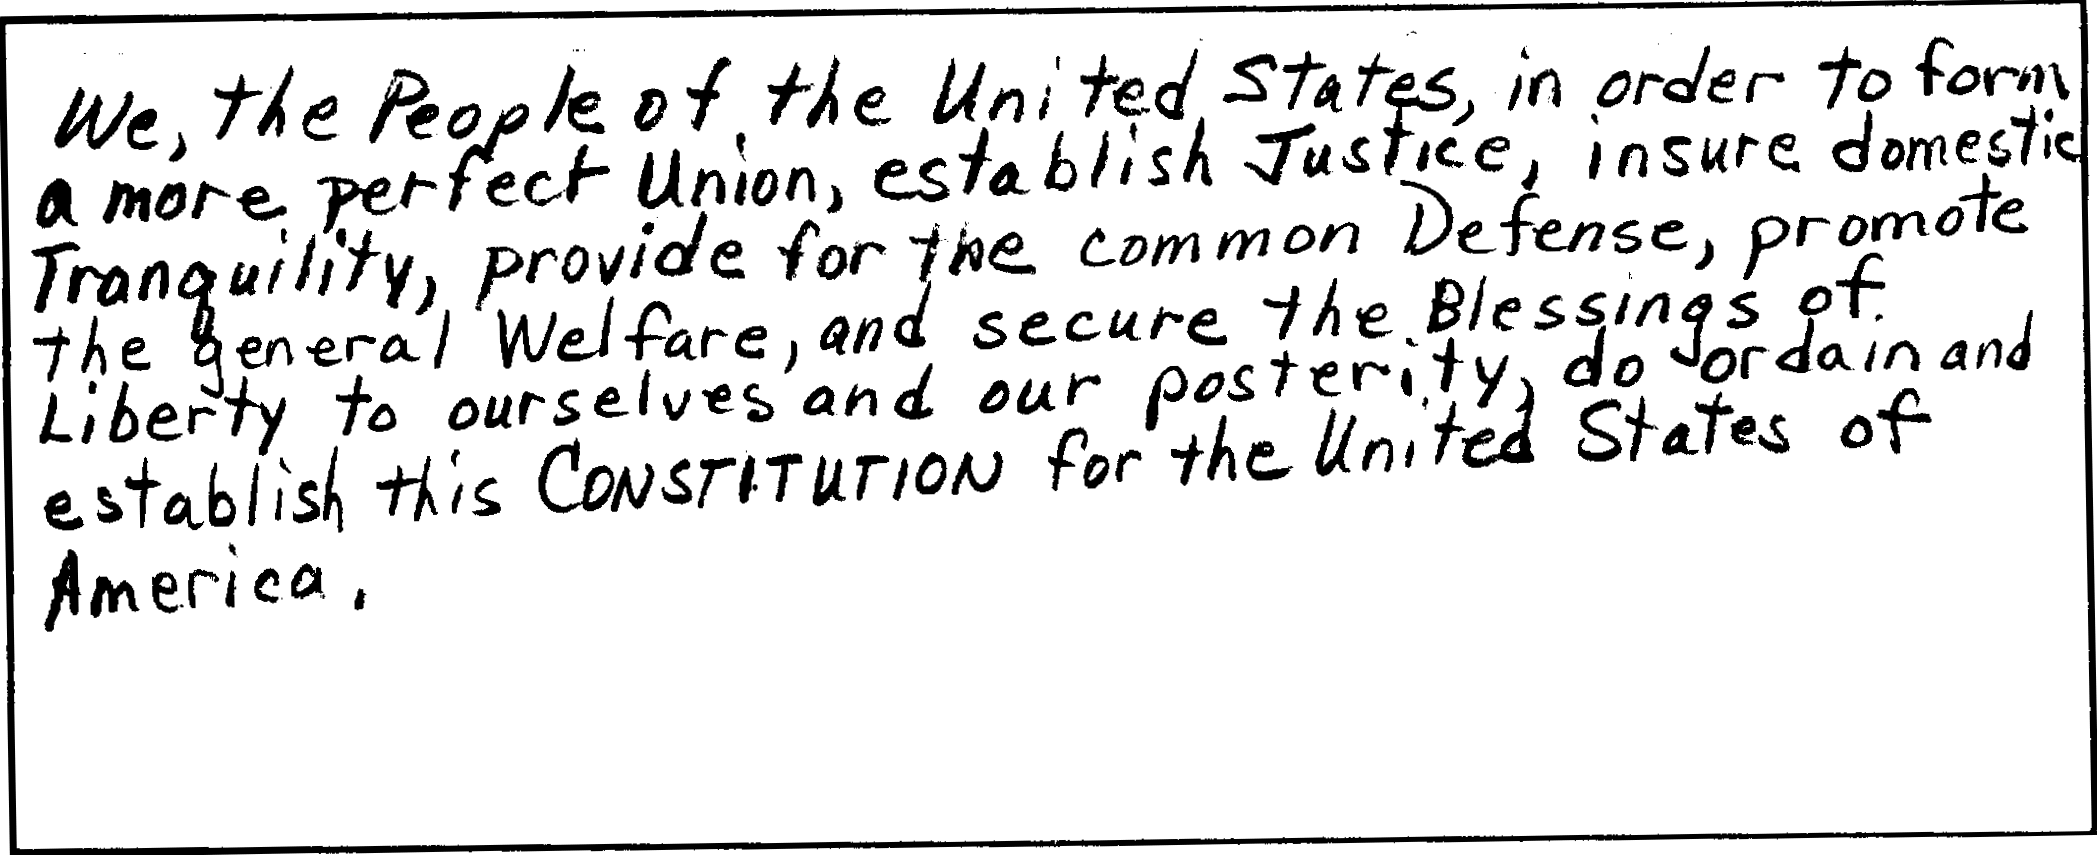 We, the People of the United States, in order to form
a more perfect Union, establish Justice, insure domestic
Tranquility, provide for the common Defense, promote
the general Welfare, and secure the Blessings of
Liberty to ourselves and our posterity, do ordain and
establish this CONSTITUTION for the United States of
America.